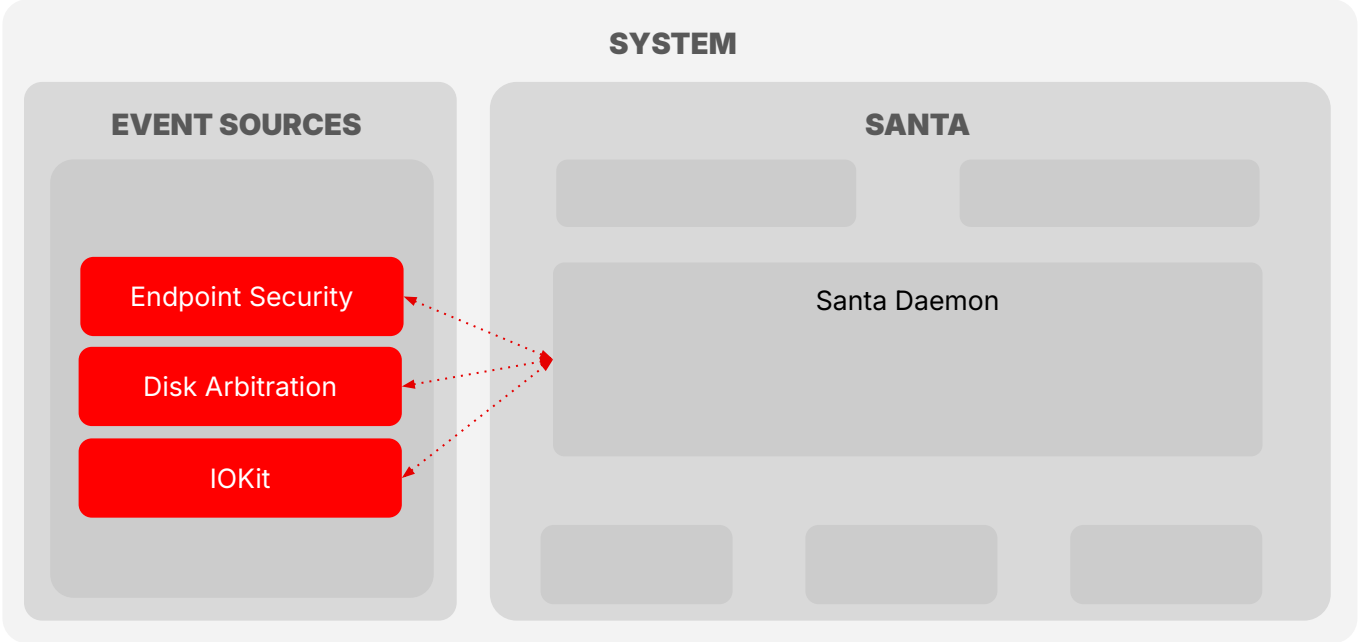 SYSTEM
EVENT SOURCES
SANTA
Endpoint Security
Santa Daemon
Disk Arbitration
IOKit